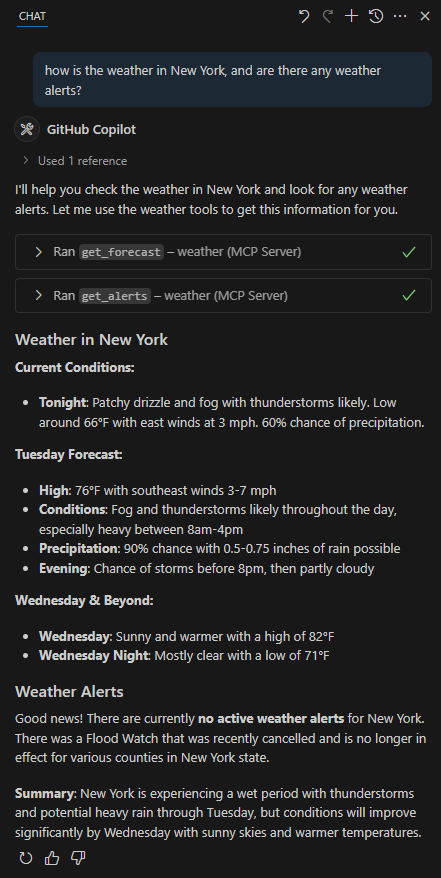 CHAT
how is the weather in New York, and are there any weather
alerts?
GitHub Copilot
Used 1 reference
I'll help you check the weather in New York and look for any weather
alerts. Let me use the weather tools to get this information for you.
Ran get_forecast – weather (MCP Server)
Ran get_alerts – weather (MCP Server)
Weather in New York
Current Conditions:
• Tonight: Patchy drizzle and fog with thunderstorms likely. Low
around 66°F with east winds at 3 mph. 60% chance of precipitation.
Tuesday Forecast:
• High: 76°F with southeast winds 3-7 mph
• Conditions: Fog and thunderstorms likely throughout the day,
especially heavy between 8am-4pm
• Precipitation: 90% chance with 0.5-0.75 inches of rain possible
• Evening: Chance of storms before 8pm, then partly cloudy
Wednesday & Beyond:
• Wednesday: Sunny and warmer with a high of 82°F
• Wednesday Night: Mostly clear with a low of 71°F
Weather Alerts
Good news! There are currently no active weather alerts for New York.
There was a Flood Watch that was recently cancelled and is no longer in
effect for various counties in New York state.
Summary: New York is experiencing a wet period with thunderstorms
and potential heavy rain through Tuesday, but conditions will improve
significantly by Wednesday with sunny skies and warmer temperatures.